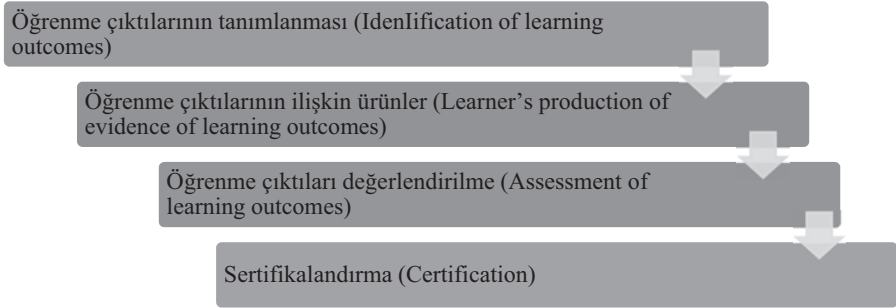 Öğrenme çıktılarının tanımlanması (IdenIification of learning
outcomes)
Öğrenme çıktılarının ilişkin ürünler (Learner’s production of
evidence of learning outcomes)
Öğrenme çıktıları değerlendirilme (Assessment of
learning outcomes)
Sertifikalandırma (Certification)